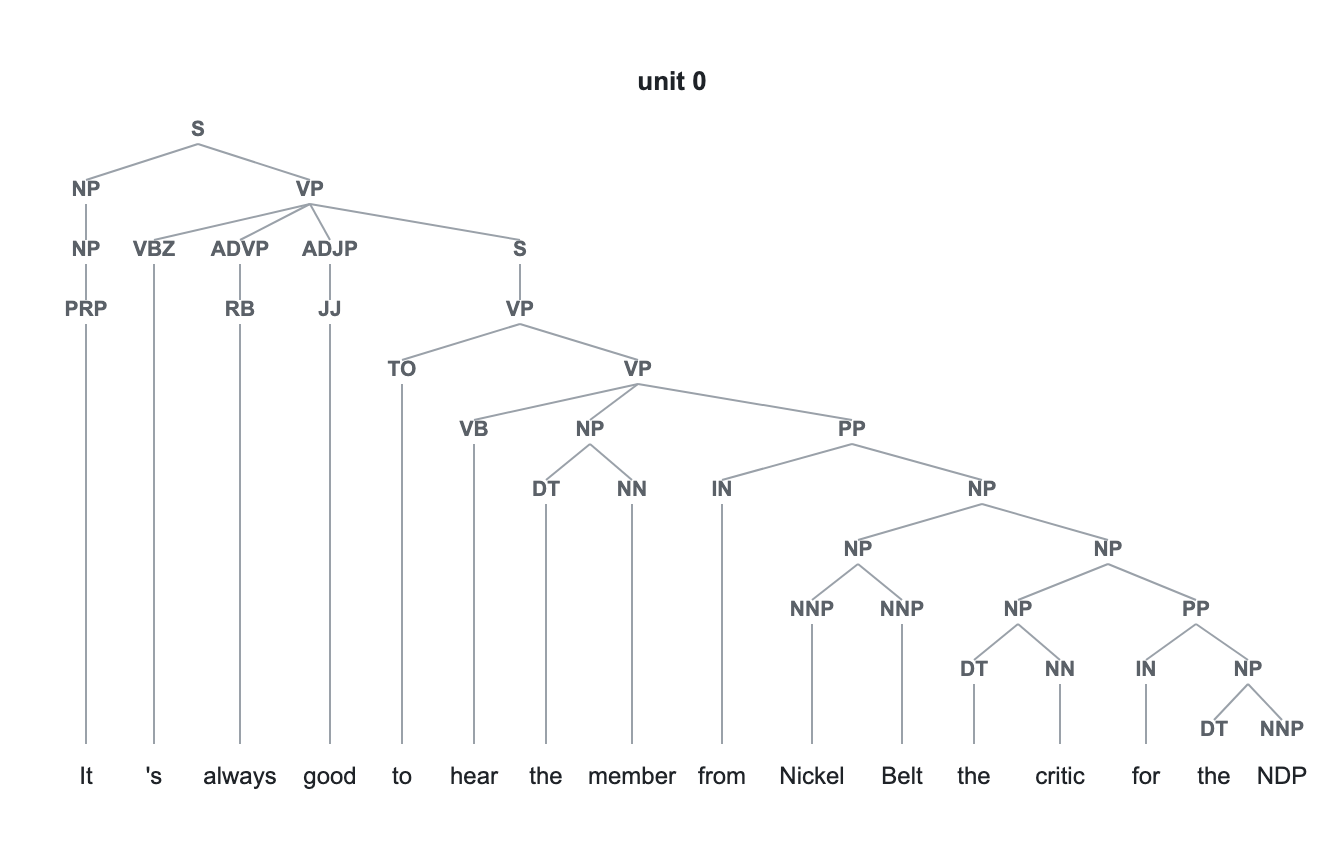 unit 0
S
NP VP
NP VBZ ADVP ADJP S
PRP RB JJ VP
TO VP
VB NP PP
DT NN IN NP
NP NP
NNP NNP NP PP
DT NN IN NP
DT NNP
It 's always good to hear the member from Nickel Belt the critic for the NDP